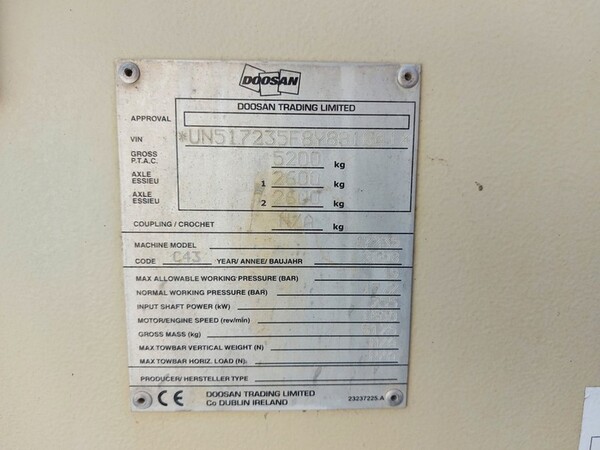 DOOSAN
DOOSAN TRADING LIMITED
APPROVAL
VIN
GROSS P.T.A.C. 5200 kg
AXLE ESSIEU 1 2600 kg
AXLE ESSIEU 2 2600 kg
COUPLING / CROCHET N/A kg
MACHINE MODEL
CODE C43 YEAR/ ANNEE/ BAUJAHR
MAX ALLOWABLE WORKING PRESSURE (BAR)
NORMAL WORKING PRESSURE (BAR)
INPUT SHAFT POWER (kW)
MOTOR/ENGINE SPEED (rev/min)
GROSS MASS (kg)
MAX TOWBAR VERTICAL WEIGHT (N)
MAX TOWBAR HORIZ. LOAD (N):
PRODUCER/ HERSTELLER TYPE
CE DOOSAN TRADING LIMITED
Co DUBLIN IRELAND 23237225.A